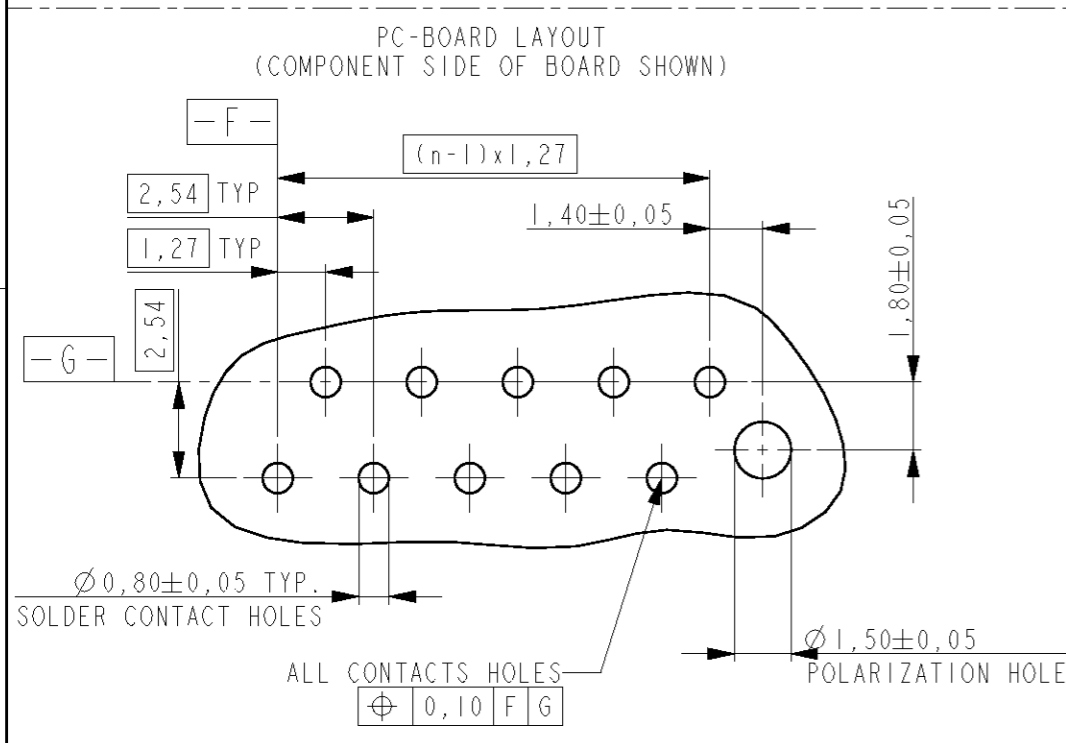 PC-BOARD LAYOUT
(COMPONENT SIDE OF BOARD SHOWN)
-F-
(n-1)x1,27
2,54 TYP
1,40±0,05
1,27 TYP
1,80±0,05
2,54
-G-
Ø0,80±0,05 TYP.
SOLDER CONTACT HOLES
Ø1,50±0,05
POLARIZATION HOLE
ALL CONTACTS HOLES
⌖ 0,10 F G